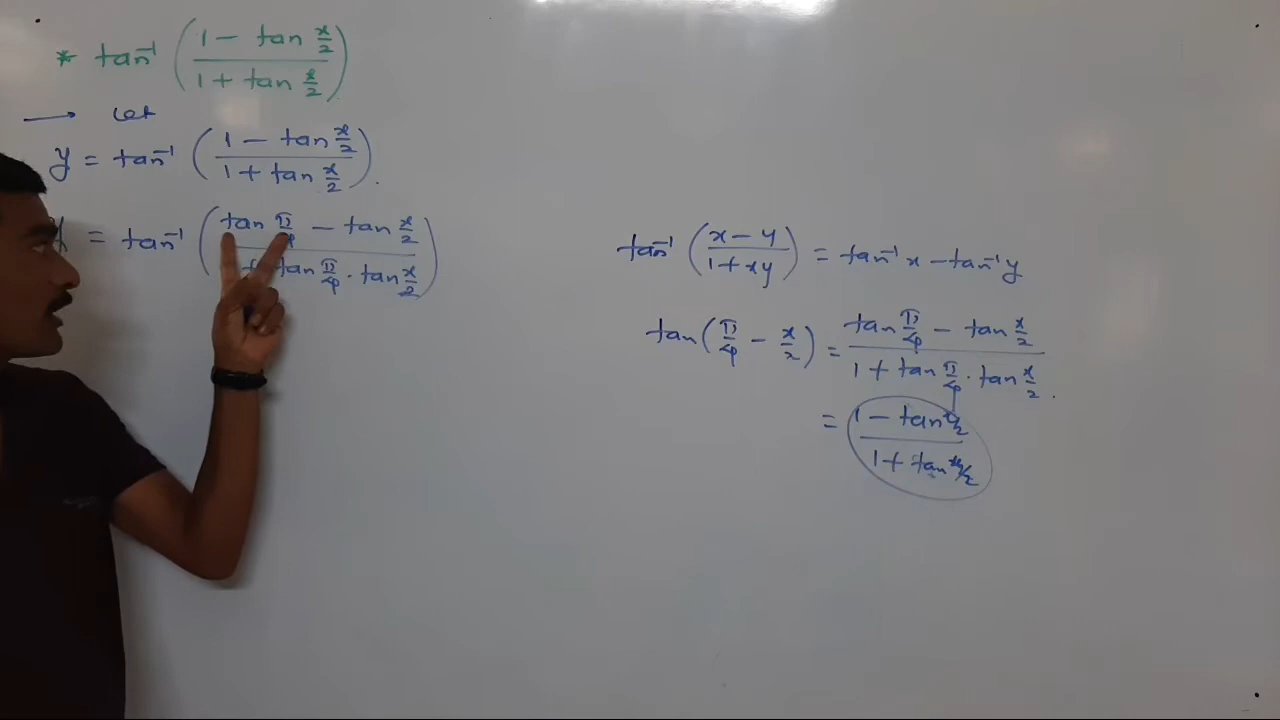 * tan⁻¹ ( (1 - tan x/2) / (1 + tan x/2) )
→ Let
y = tan⁻¹ ( (1 - tan x/2) / (1 + tan x/2) ).
= tan⁻¹ ( (tan π/4 - tan x/2) / (+ tan π/4 · tan x/2) )
tan⁻¹ ( (x - y) / (1 + xy) ) = tan⁻¹ x - tan⁻¹ y
tan ( π/4 - x/2 ) = (tan π/4 - tan x/2) / (1 + tan π/4 · tan x/2).
= (1 - tan x/2) / (1 + tan x/2)